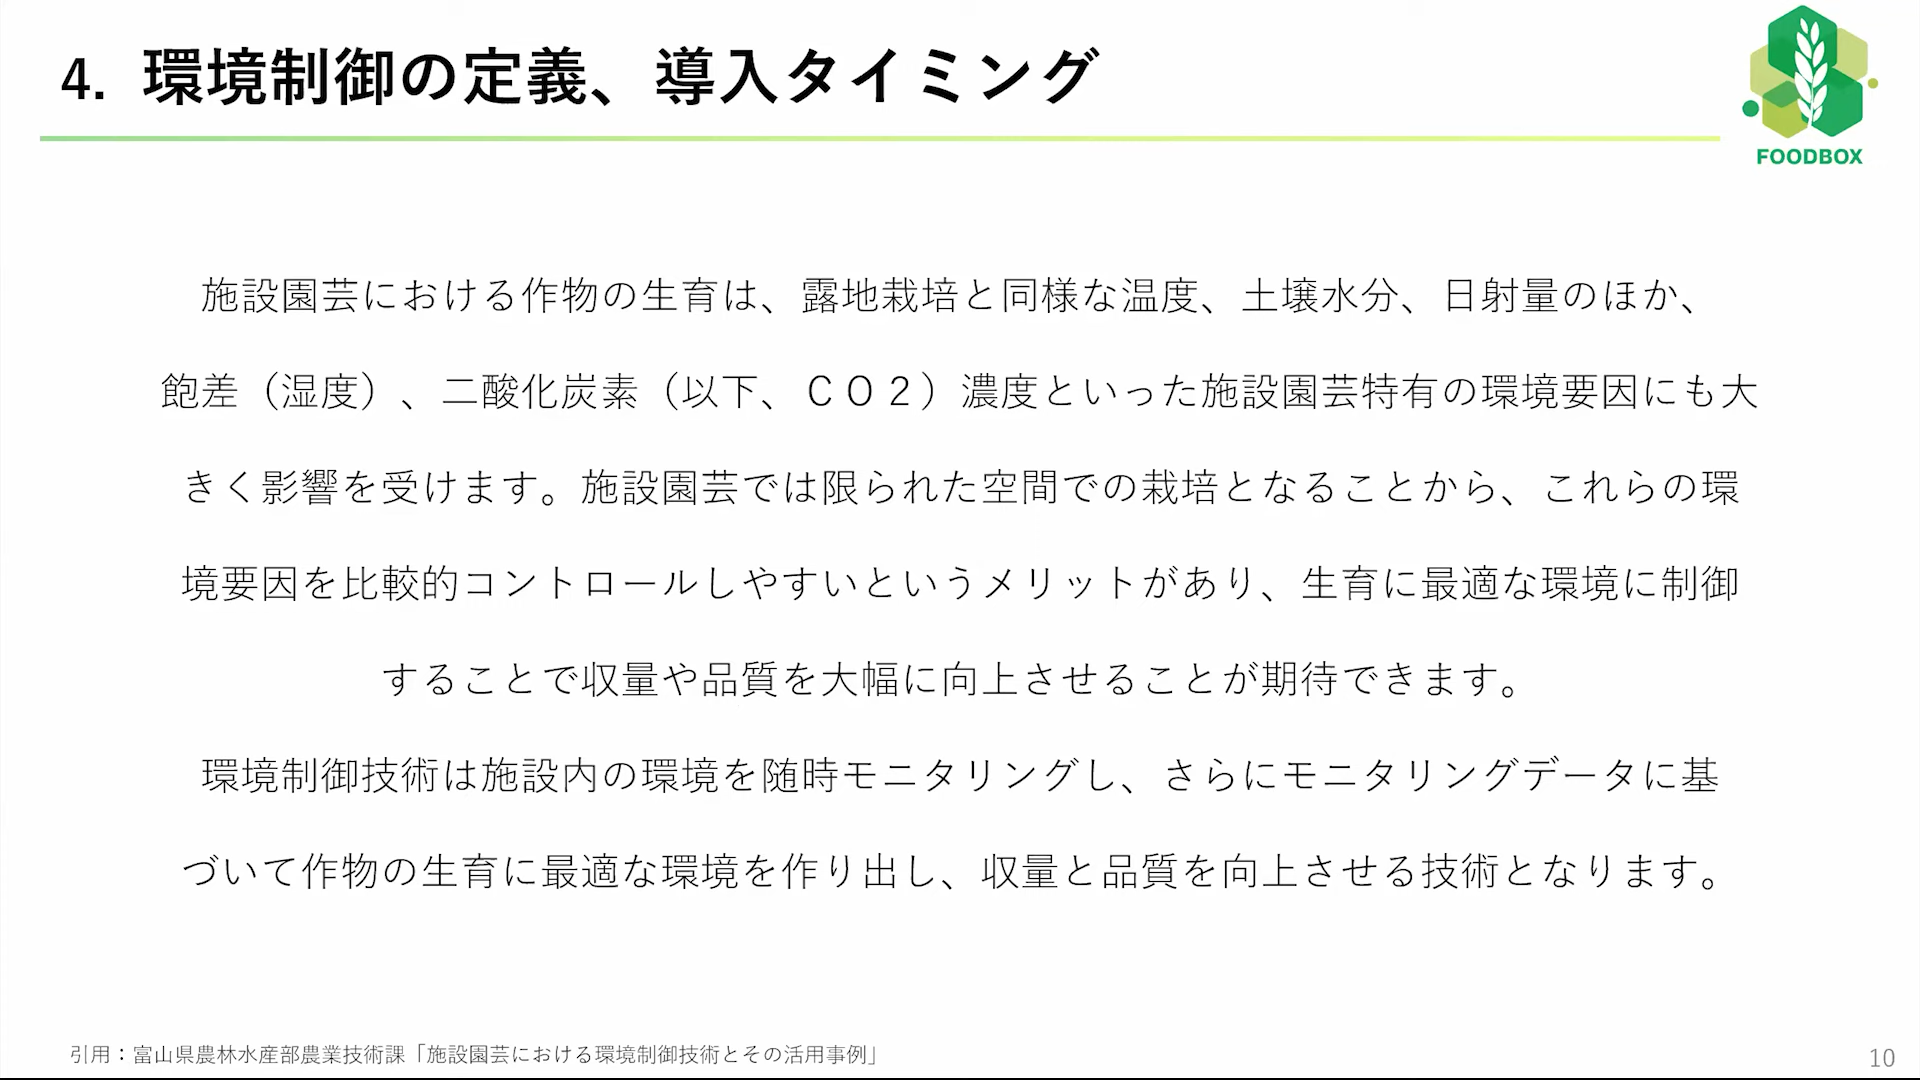 4. 環境制御の定義、導入タイミング
FOODBOX
施設園芸における作物の生育は、露地栽培と同様な温度、土壌水分、日射量のほか、
飽差（湿度）、二酸化炭素（以下、ＣＯ２）濃度といった施設園芸特有の環境要因にも大
きく影響を受けます。施設園芸では限られた空間での栽培となることから、これらの環
境要因を比較的コントロールしやすいというメリットがあり、生育に最適な環境に制御
することで収量や品質を大幅に向上させることが期待できます。
環境制御技術は施設内の環境を随時モニタリングし、さらにモニタリングデータに基
づいて作物の生育に最適な環境を作り出し、収量と品質を向上させる技術となります。
引用：富山県農林水産部農業技術課「施設園芸における環境制御技術とその活用事例」
10